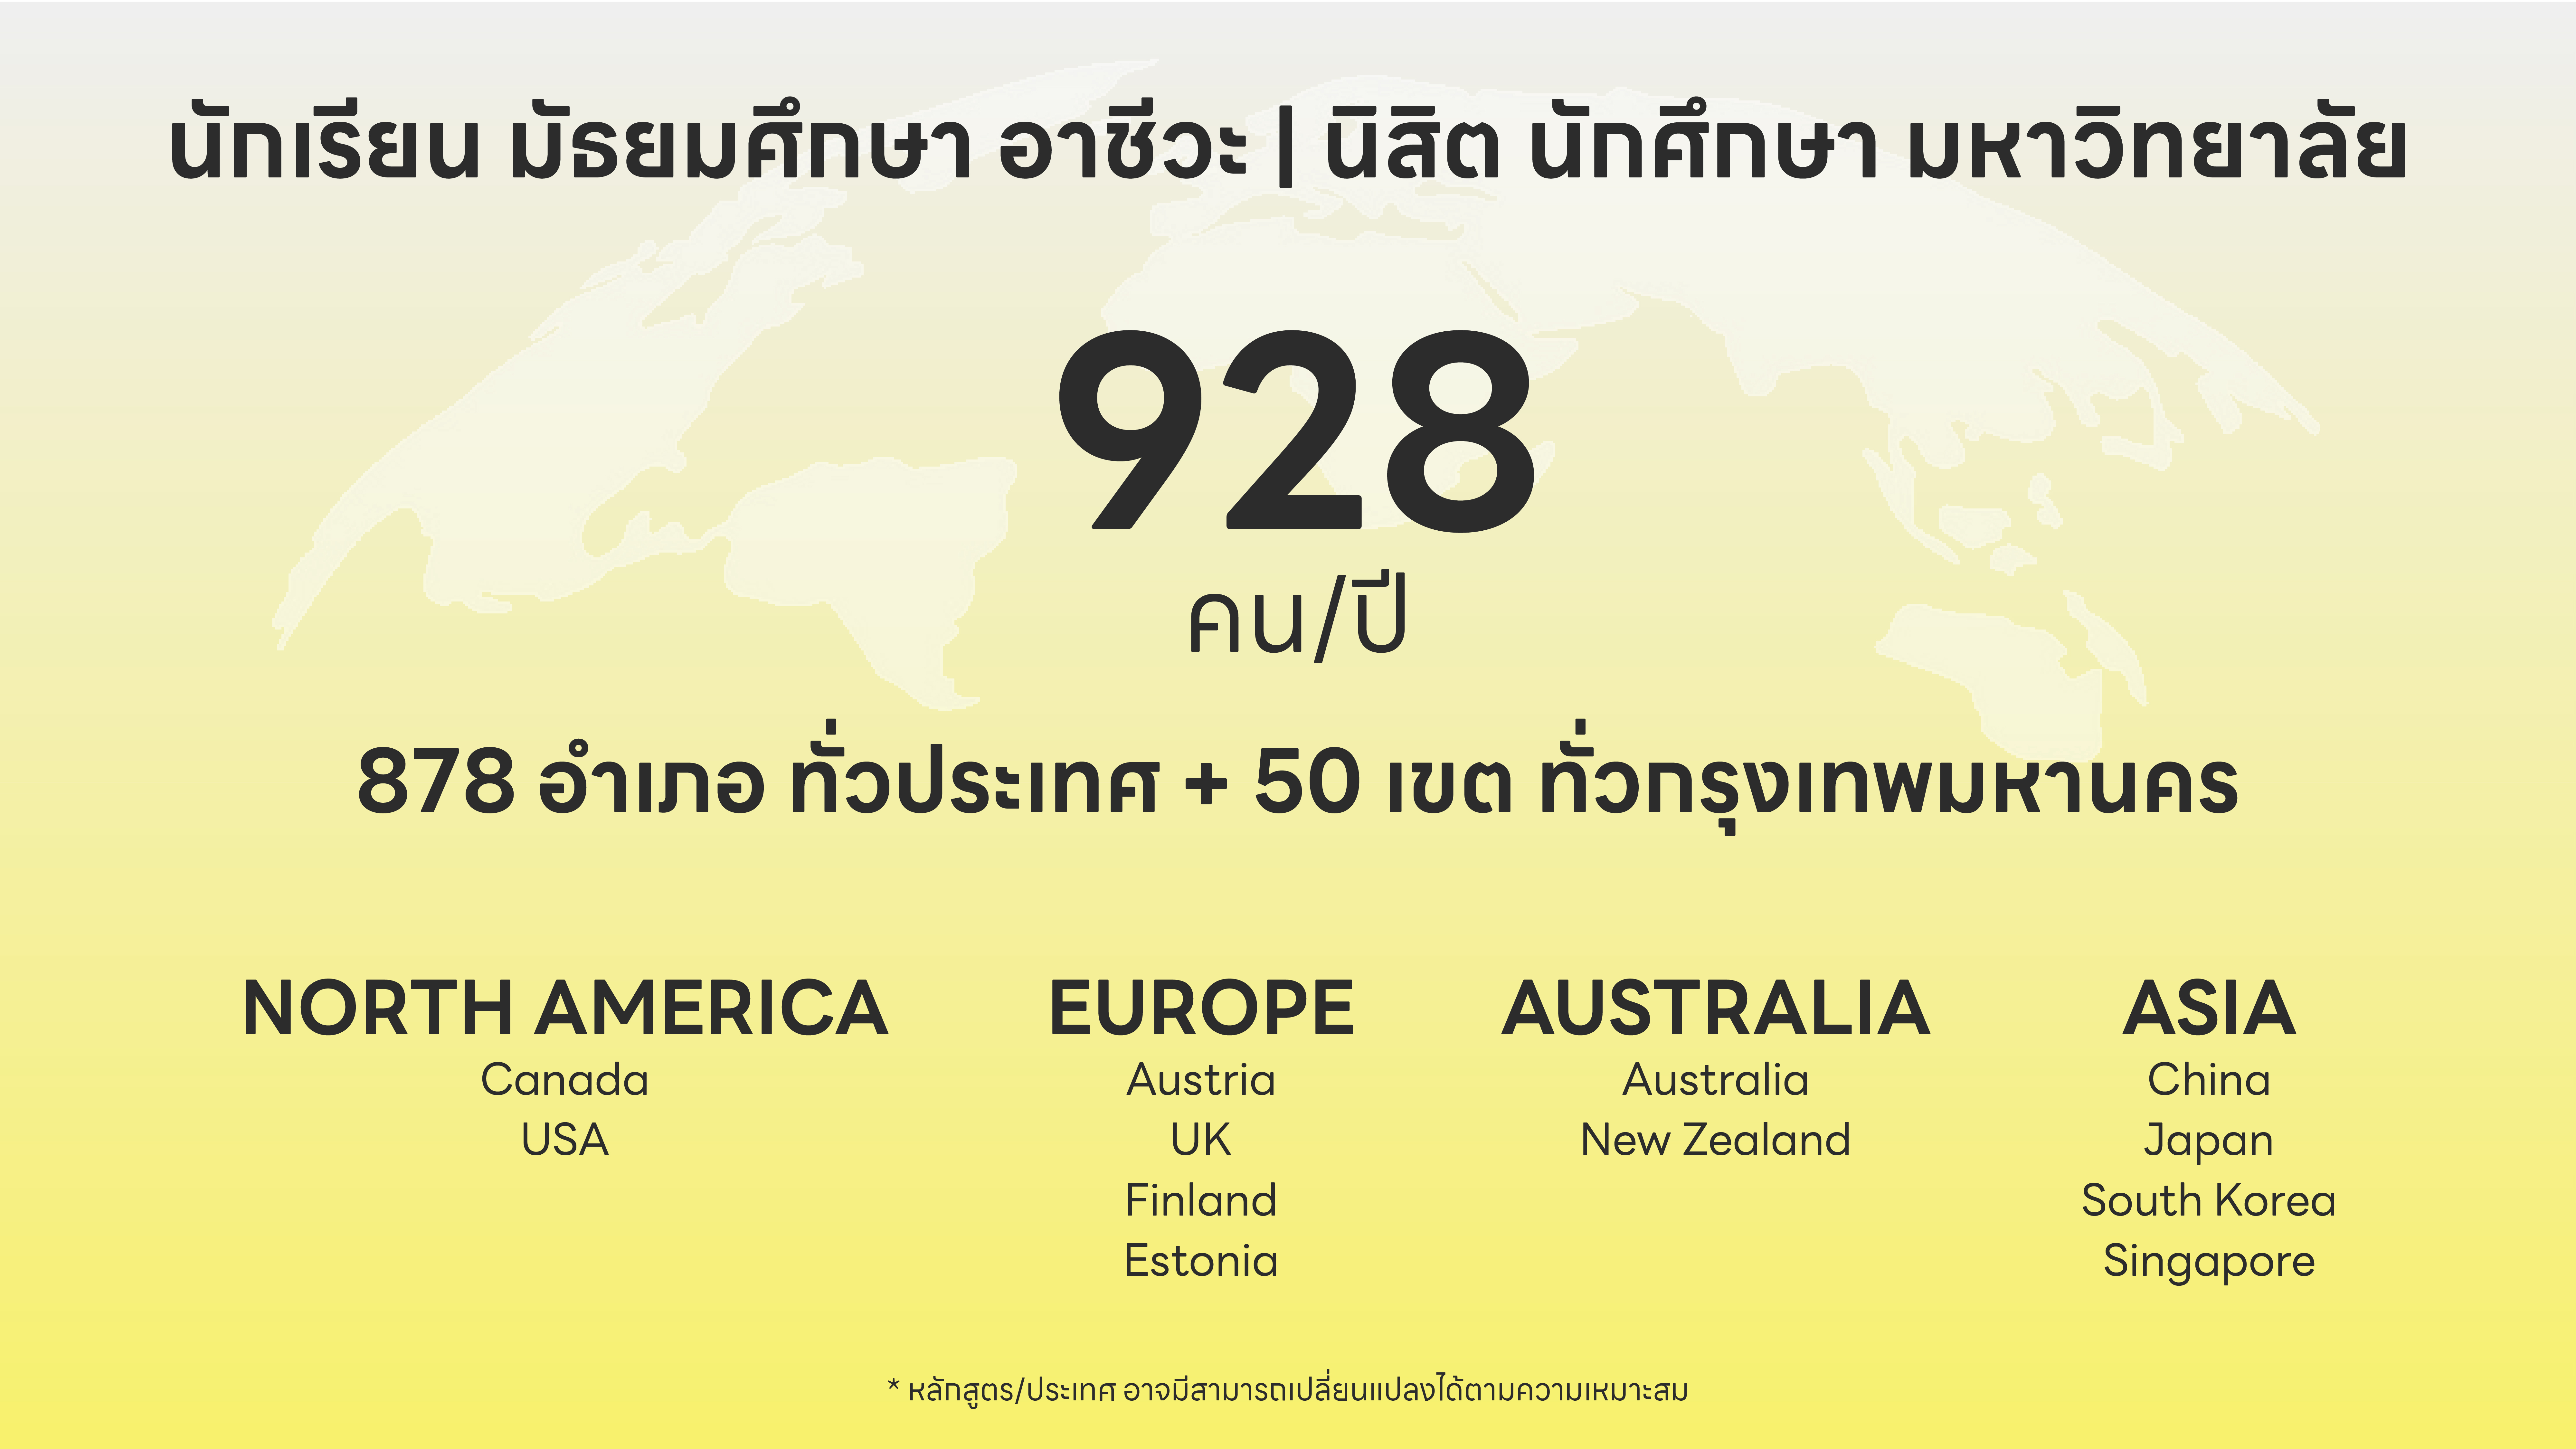 นักเรียน มัธยมศึกษา อาชีวะ | นิสิต นักศึกษา มหาวิทยาลัย
928
คน/ปี
878 อำเภอ ทั่วประเทศ + 50 เขต ทั่วกรุงเทพมหานคร
NORTH AMERICA
Canada
USA
EUROPE
Austria
UK
Finland
Estonia
AUSTRALIA
Australia
New Zealand
ASIA
China
Japan
South Korea
Singapore
* หลักสูตร/ประเทศ อาจมีสามารถเปลี่ยนแปลงได้ตามความเหมาะสม